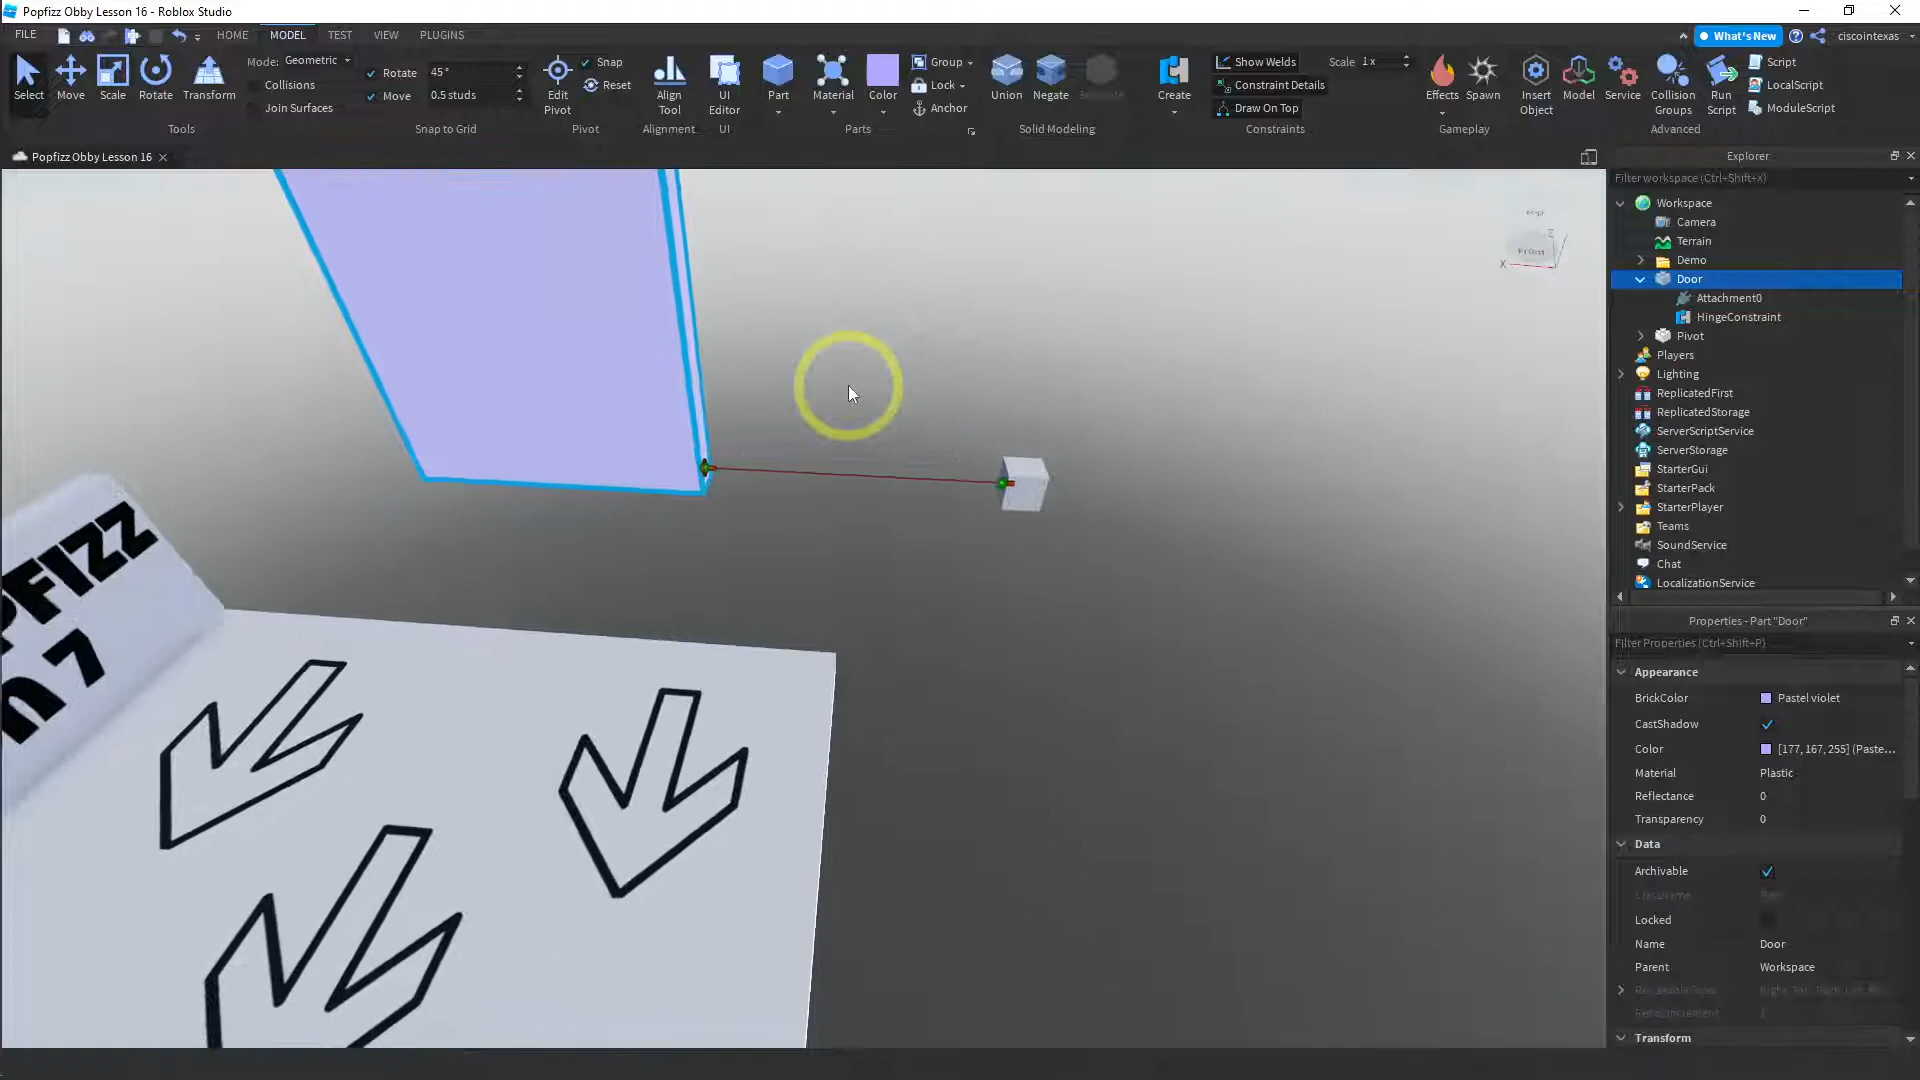 Popfizz Obby Lesson 16 - Roblox Studio
FILE HOME MODEL TEST VIEW PLUGINS What's New ciscointexas
Select Move Scale Rotate Transform
Mode: Geometric
Collisions
Join Surfaces
Tools
Rotate 45°
Move 0.5 studs
Snap to Grid
Edit Pivot
Snap
Reset
Pivot
Align Tool
Alignment
UI Editor
UI
Part Material Color
Group
Lock
Anchor
Parts
Union Negate
Solid Modeling
Create
Show Welds
Constraint Details
Draw On Top
Scale 1 x
Constraints
Effects Spawn
Gameplay
Insert Object
Model
Service
Collision Groups
Run Script
Script
LocalScript
ModuleScript
Advanced
Popfizz Obby Lesson 16
Top
Front
Z
X
PFIZZ
n 7
Explorer
Filter workspace (Ctrl+Shift+X)
Workspace
Camera
Terrain
Demo
Door
Attachment0
HingeConstraint
Pivot
Players
Lighting
ReplicatedFirst
ReplicatedStorage
ServerScriptService
ServerStorage
StarterGui
StarterPack
StarterPlayer
Teams
SoundService
Chat
LocalizationService
Properties - Part "Door"
Filter Properties (Ctrl+Shift+P)
Appearance
BrickColor Pastel violet
CastShadow
Color [177, 167, 255] (Paste...
Material Plastic
Reflectance 0
Transparency 0
Data
Archivable
ClassName Part
Locked
Name Door
Parent Workspace
Transform